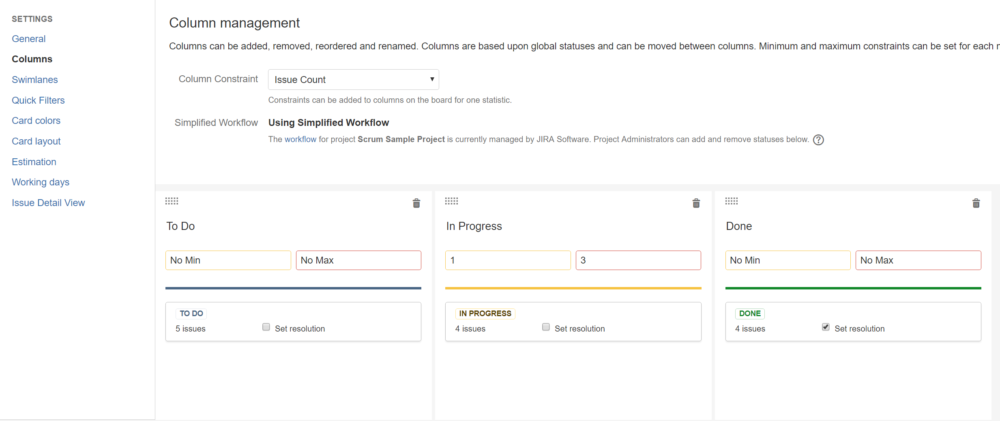 SETTINGS
General
Columns
Swimlanes
Quick Filters
Card colors
Card layout
Estimation
Working days
Issue Detail View
Column management
Columns can be added, removed, reordered and renamed. Columns are based upon global statuses and can be moved between columns. Minimum and maximum constraints can be set for each
Column Constraint Issue Count
Constraints can be added to columns on the board for one statistic.
Simplified Workflow Using Simplified Workflow
The workflow for project Scrum Sample Project is currently managed by JIRA Software. Project Administrators can add and remove statuses below. ?
To Do
No Min No Max
TO DO
5 issues Set resolution
In Progress
1 3
IN PROGRESS
4 issues Set resolution
Done
No Min No Max
DONE
4 issues Set resolution